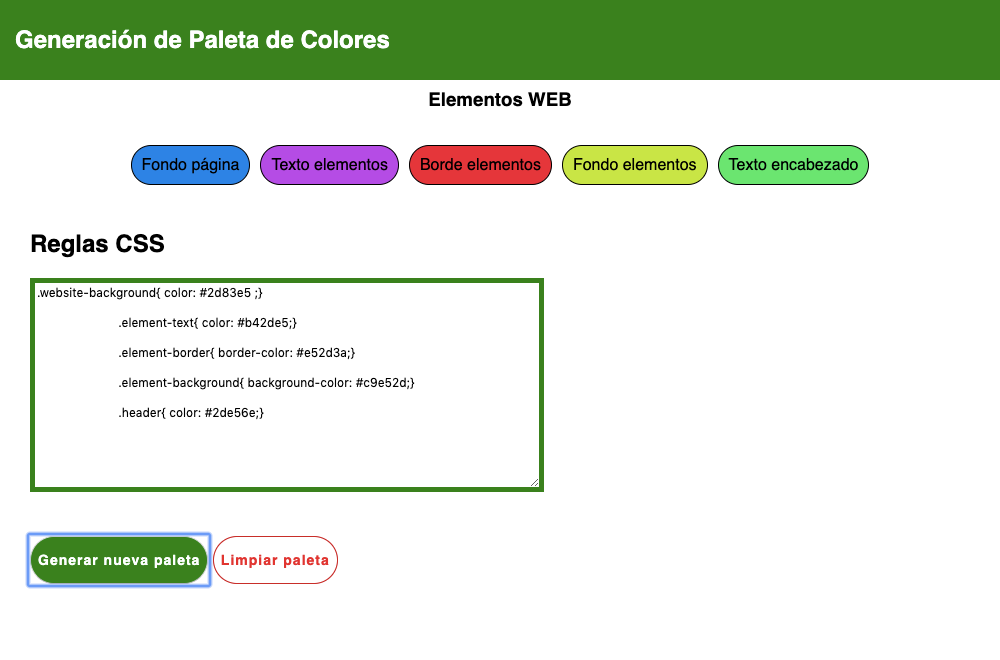 Generación de Paleta de Colores
Elementos WEB
Fondo página Texto elementos Borde elementos Fondo elementos Texto encabezado
Reglas CSS
.website-background{ color: #2d83e5 ;}
.element-text{ color: #b42de5;}
.element-border{ border-color: #e52d3a;}
.element-background{ background-color: #c9e52d;}
.header{ color: #2de56e;}
Generar nueva paleta Limpiar paleta